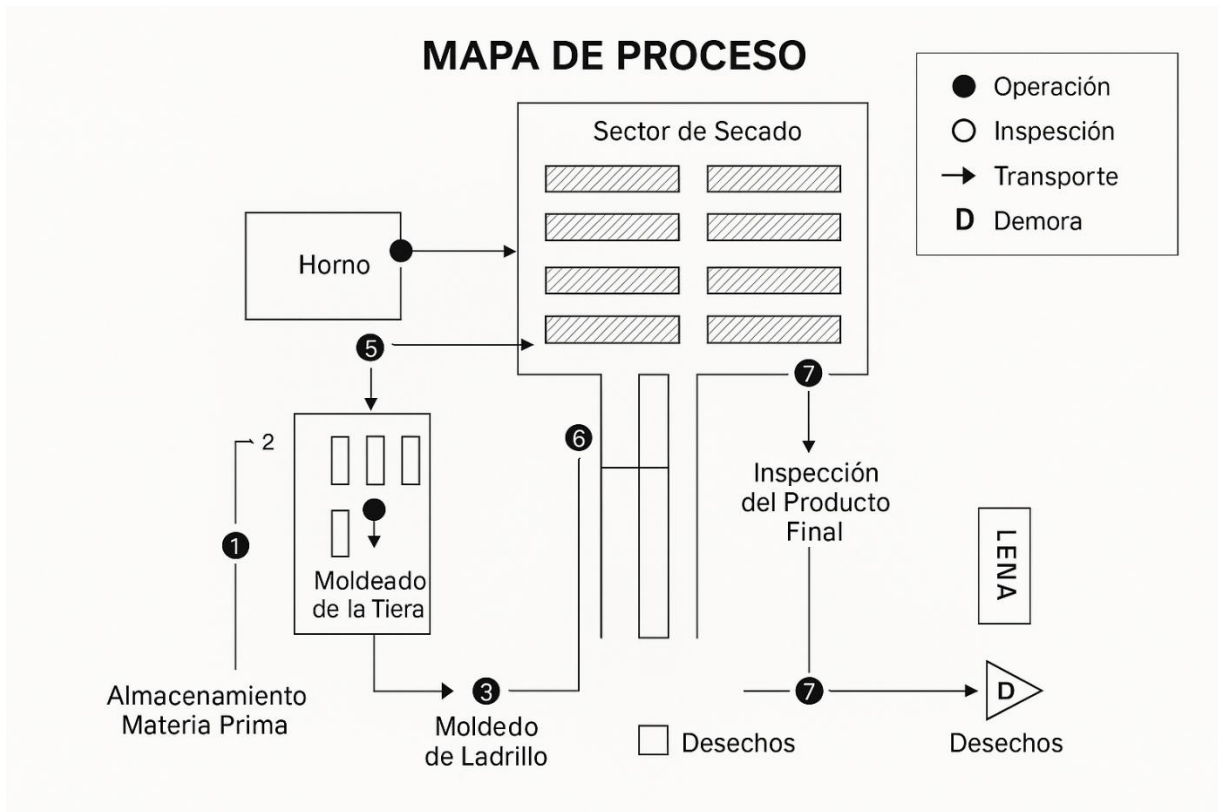 MAPA DE PROCESO
Operación
Inspesción
Transporte
D Demora
Sector de Secado
Horno
5
7
2
6
Inspección
del Producto
Final
1
Moldeado
de la Tiera
LENA
Almacenamiento
Materia Prima
3
Moldedo
de Ladrillo
7
D
Desechos
Desechos